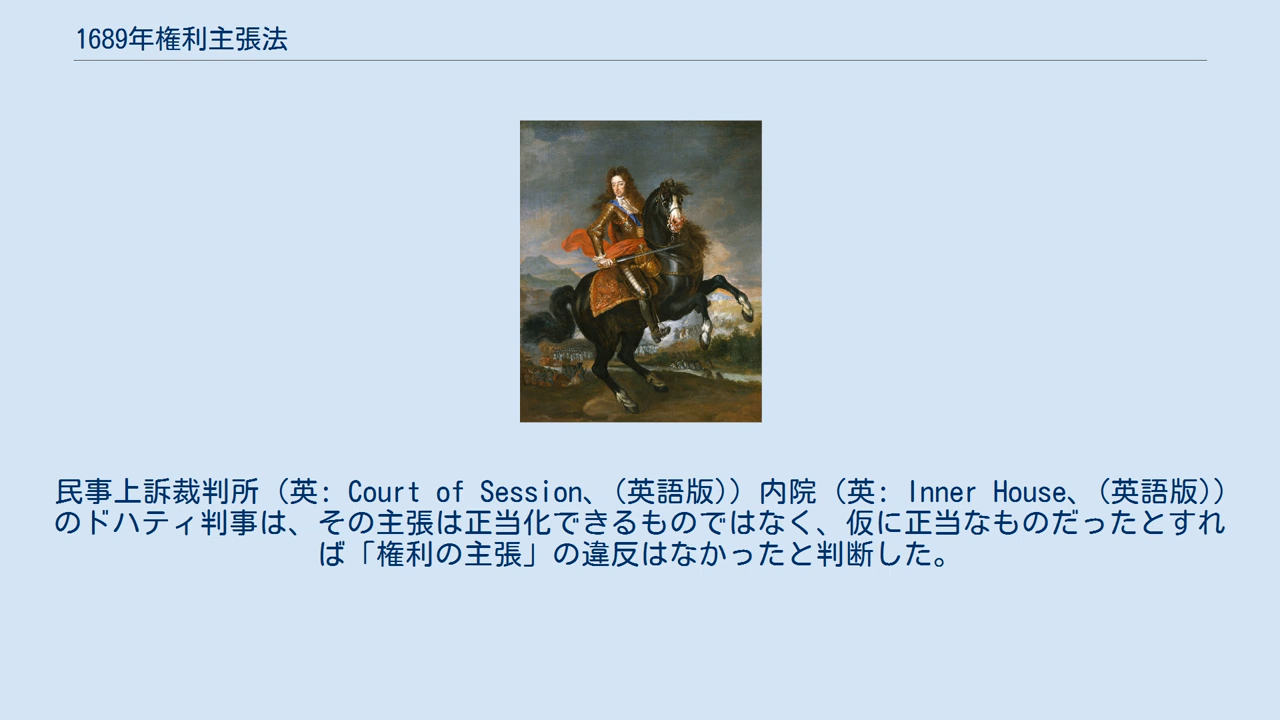 1689年権利主張法
民事上訴裁判所（英: Court of Session、（英語版））内院（英: Inner House、（英語版））
のドハティ判事は、その主張は正当化できるものではなく、仮に正当なものだったとすれ
ば「権利の主張」の違反はなかったと判断した。